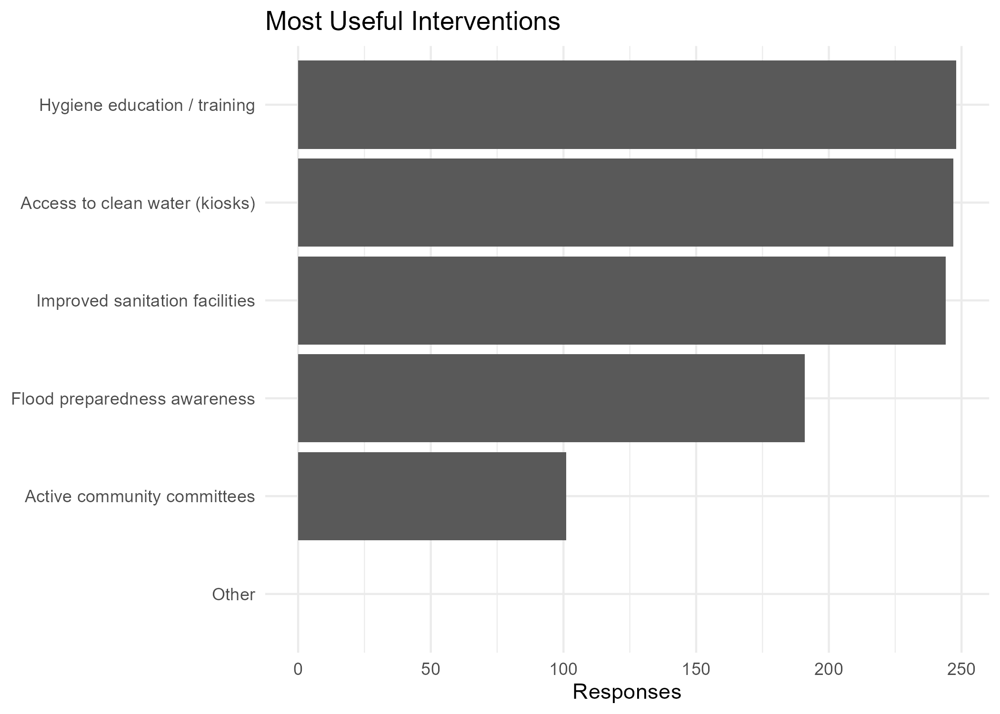 Most Useful Interventions
Hygiene education / training
Access to clean water (kiosks)
Improved sanitation facilities
Flood preparedness awareness
Active community committees
Other
0 50 100 150 200 250
Responses